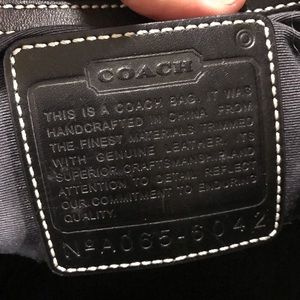 COACH
THIS IS A COACH BAG. IT WAS
HANDCRAFTED IN CHINA FROM
THE FINEST MATERIALS TRIMMED
WITH GENUINE LEATHER. ITS
SUPERIOR CRAFTSMANSHIP AND
ATTENTION TO DETAIL REFLECT
OUR COMMITMENT TO ENDURING
QUALITY.
Nº A065-6042